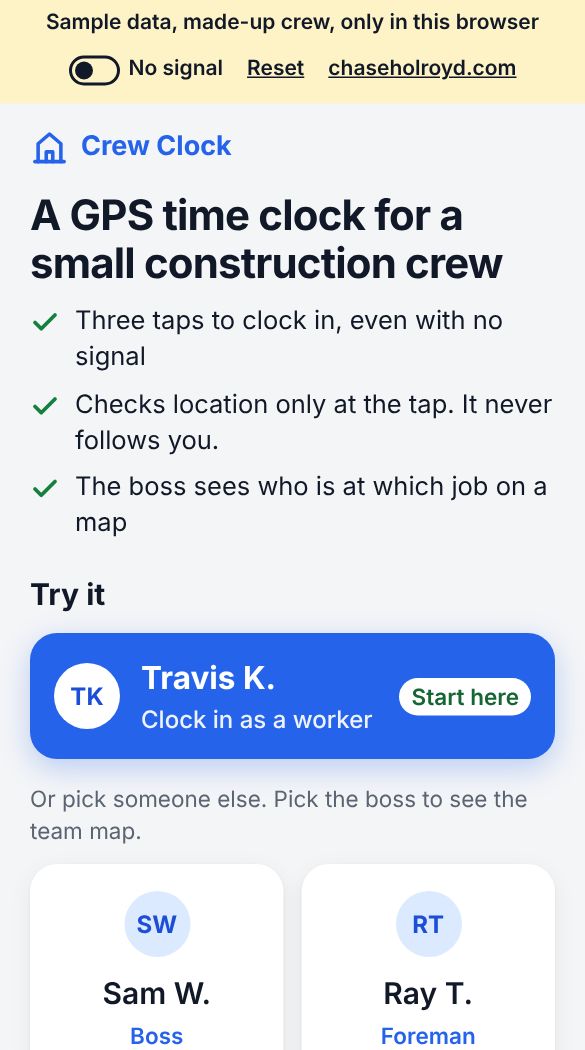 Sample data, made-up crew, only in this browser
No signal Reset chaseholroyd.com
Crew Clock
A GPS time clock for a
small construction crew
Three taps to clock in, even with no
signal
Checks location only at the tap. It never
follows you.
The boss sees who is at which job on a
map
Try it
TK
Travis K.
Clock in as a worker
Start here
Or pick someone else. Pick the boss to see the
team map.
SW
Sam W.
Boss
RT
Ray T.
Foreman